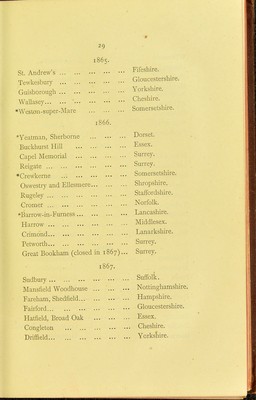 29
1865.
St. Andrew's ... ... ... ... Fifeshire.
Tewkesbury ... ... ... ... Gloucestershire.
Guisborough ... ... ... ... Yorkshire.
Wallasey ... ... ... ... ... Cheshire.
*Weston-super-Mare ... ... Somersetshire.
1866.
*Yeatman, Sherborne ... ... ... Dorset.
Buckhurst Hill ... ... ... ... Essex.
Capel Memorial ... ... ... ... Surrey.
Reigate ... ... ... ... ... ... Surrey.
*Crewkerne ... ... ... ... ... Somersetshire.
Oswestry and Ellesmere ... ... ... Shropshire.
Rugeley ... ... ... ... ... ... Staffordshire.
Cromer ... ... ... ... ... ... Norfolk.
*Barrow-in-Furness ... ... ... ... Lancashire.
Harrow ... ... ... ... ... ... Middlesex.
Crimond ... ... ... ... ... ... Lanarkshire.
Petworth ... ... ... ... ... ... Surrey.
Great Bookham (closed in 1867) ... Surrey.
1867.
Sudbury ... ... ... ... ... ... Suffolk.
Mansfield Woodhouse ... ... ... Nottinghamshire.
Fareham, Shedfield ... ... ... ... Hampshire.
Fairford ... ... ... ... ... ... Gloucestershire.
Hatfield, Broad Oak ... ... ... Essex.
Congleton ... ... ... ... ... Cheshire.
Driffield ... ... ... ... ... ... Yorkshire.